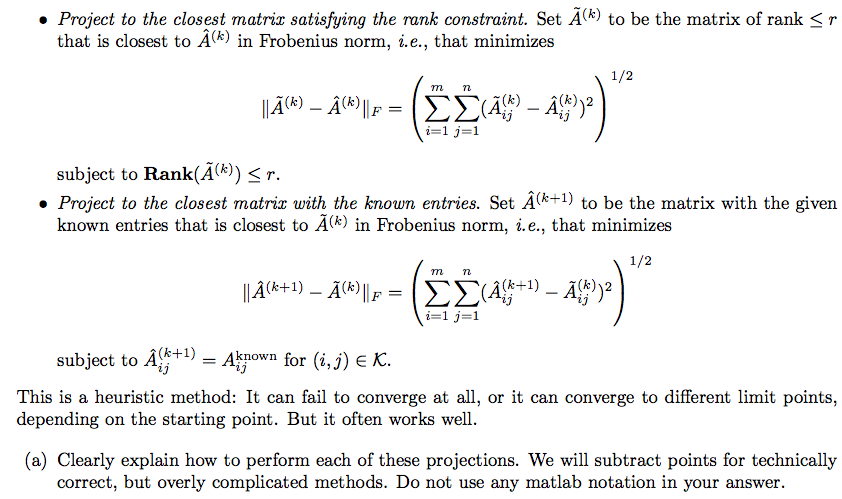 • Project to the closest matrix satisfying the rank constraint. Set Ã^(k) to be the matrix of rank ≤ r
that is closest to Â^(k) in Frobenius norm, i.e., that minimizes
‖Ã^(k) − Â^(k)‖_F = ( ∑_{i=1}^{m} ∑_{j=1}^{n} (Ã_{ij}^{(k)} − Â_{ij}^{(k)})² )^{1/2}
subject to Rank(Ã^(k)) ≤ r.
• Project to the closest matrix with the known entries. Set Â^(k+1) to be the matrix with the given
known entries that is closest to Ã^(k) in Frobenius norm, i.e., that minimizes
‖Â^(k+1) − Ã^(k)‖_F = ( ∑_{i=1}^{m} ∑_{j=1}^{n} (Â_{ij}^{(k+1)} − Ã_{ij}^{(k)})² )^{1/2}
subject to Â_{ij}^{(k+1)} = A_{ij}^{known} for (i, j) ∈ 𝒦.
This is a heuristic method: It can fail to converge at all, or it can converge to different limit points,
depending on the starting point. But it often works well.
(a) Clearly explain how to perform each of these projections. We will subtract points for technically
correct, but overly complicated methods. Do not use any matlab notation in your answer.